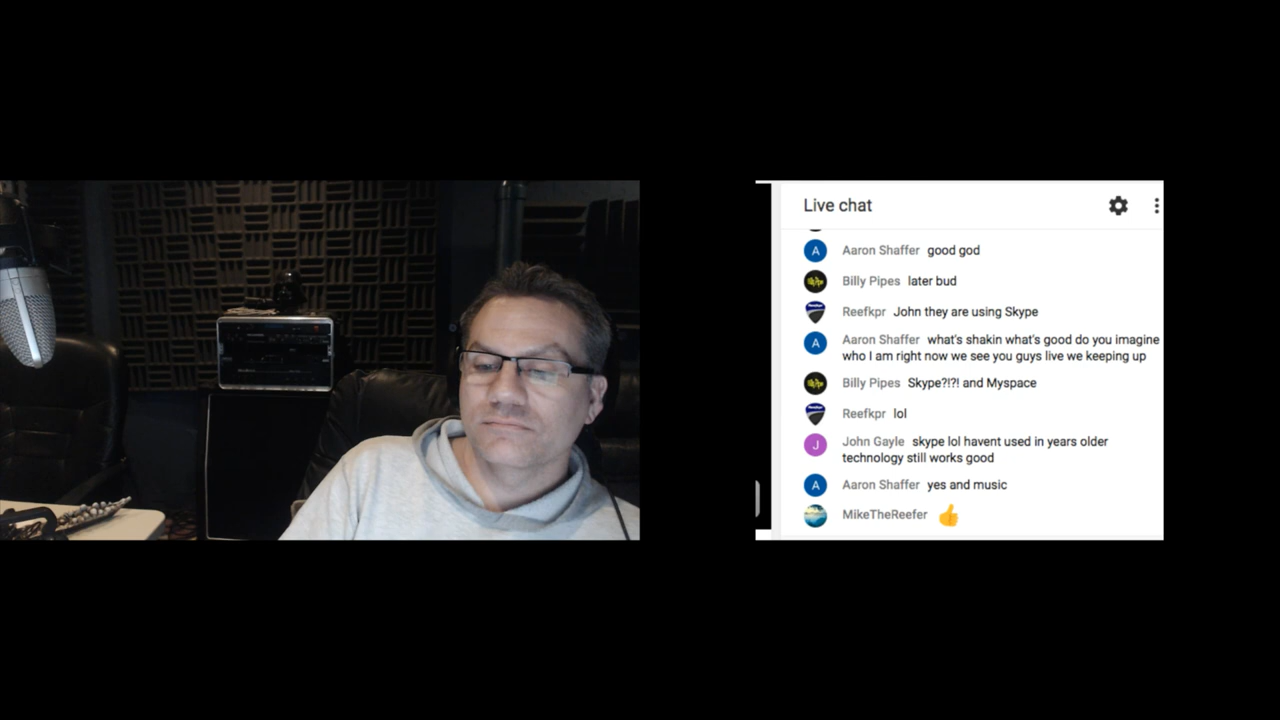 Live chat
A Aaron Shaffer good god
Billy Pipes later bud
Reefkpr John they are using Skype
A Aaron Shaffer what's shakin what's good do you imagine
who I am right now we see you guys live we keeping up
Billy Pipes Skype?!?! and Myspace
Reefkpr lol
J John Gayle skype lol havent used in years older
technology still works good
A Aaron Shaffer yes and music
MikeTheReefer 👍